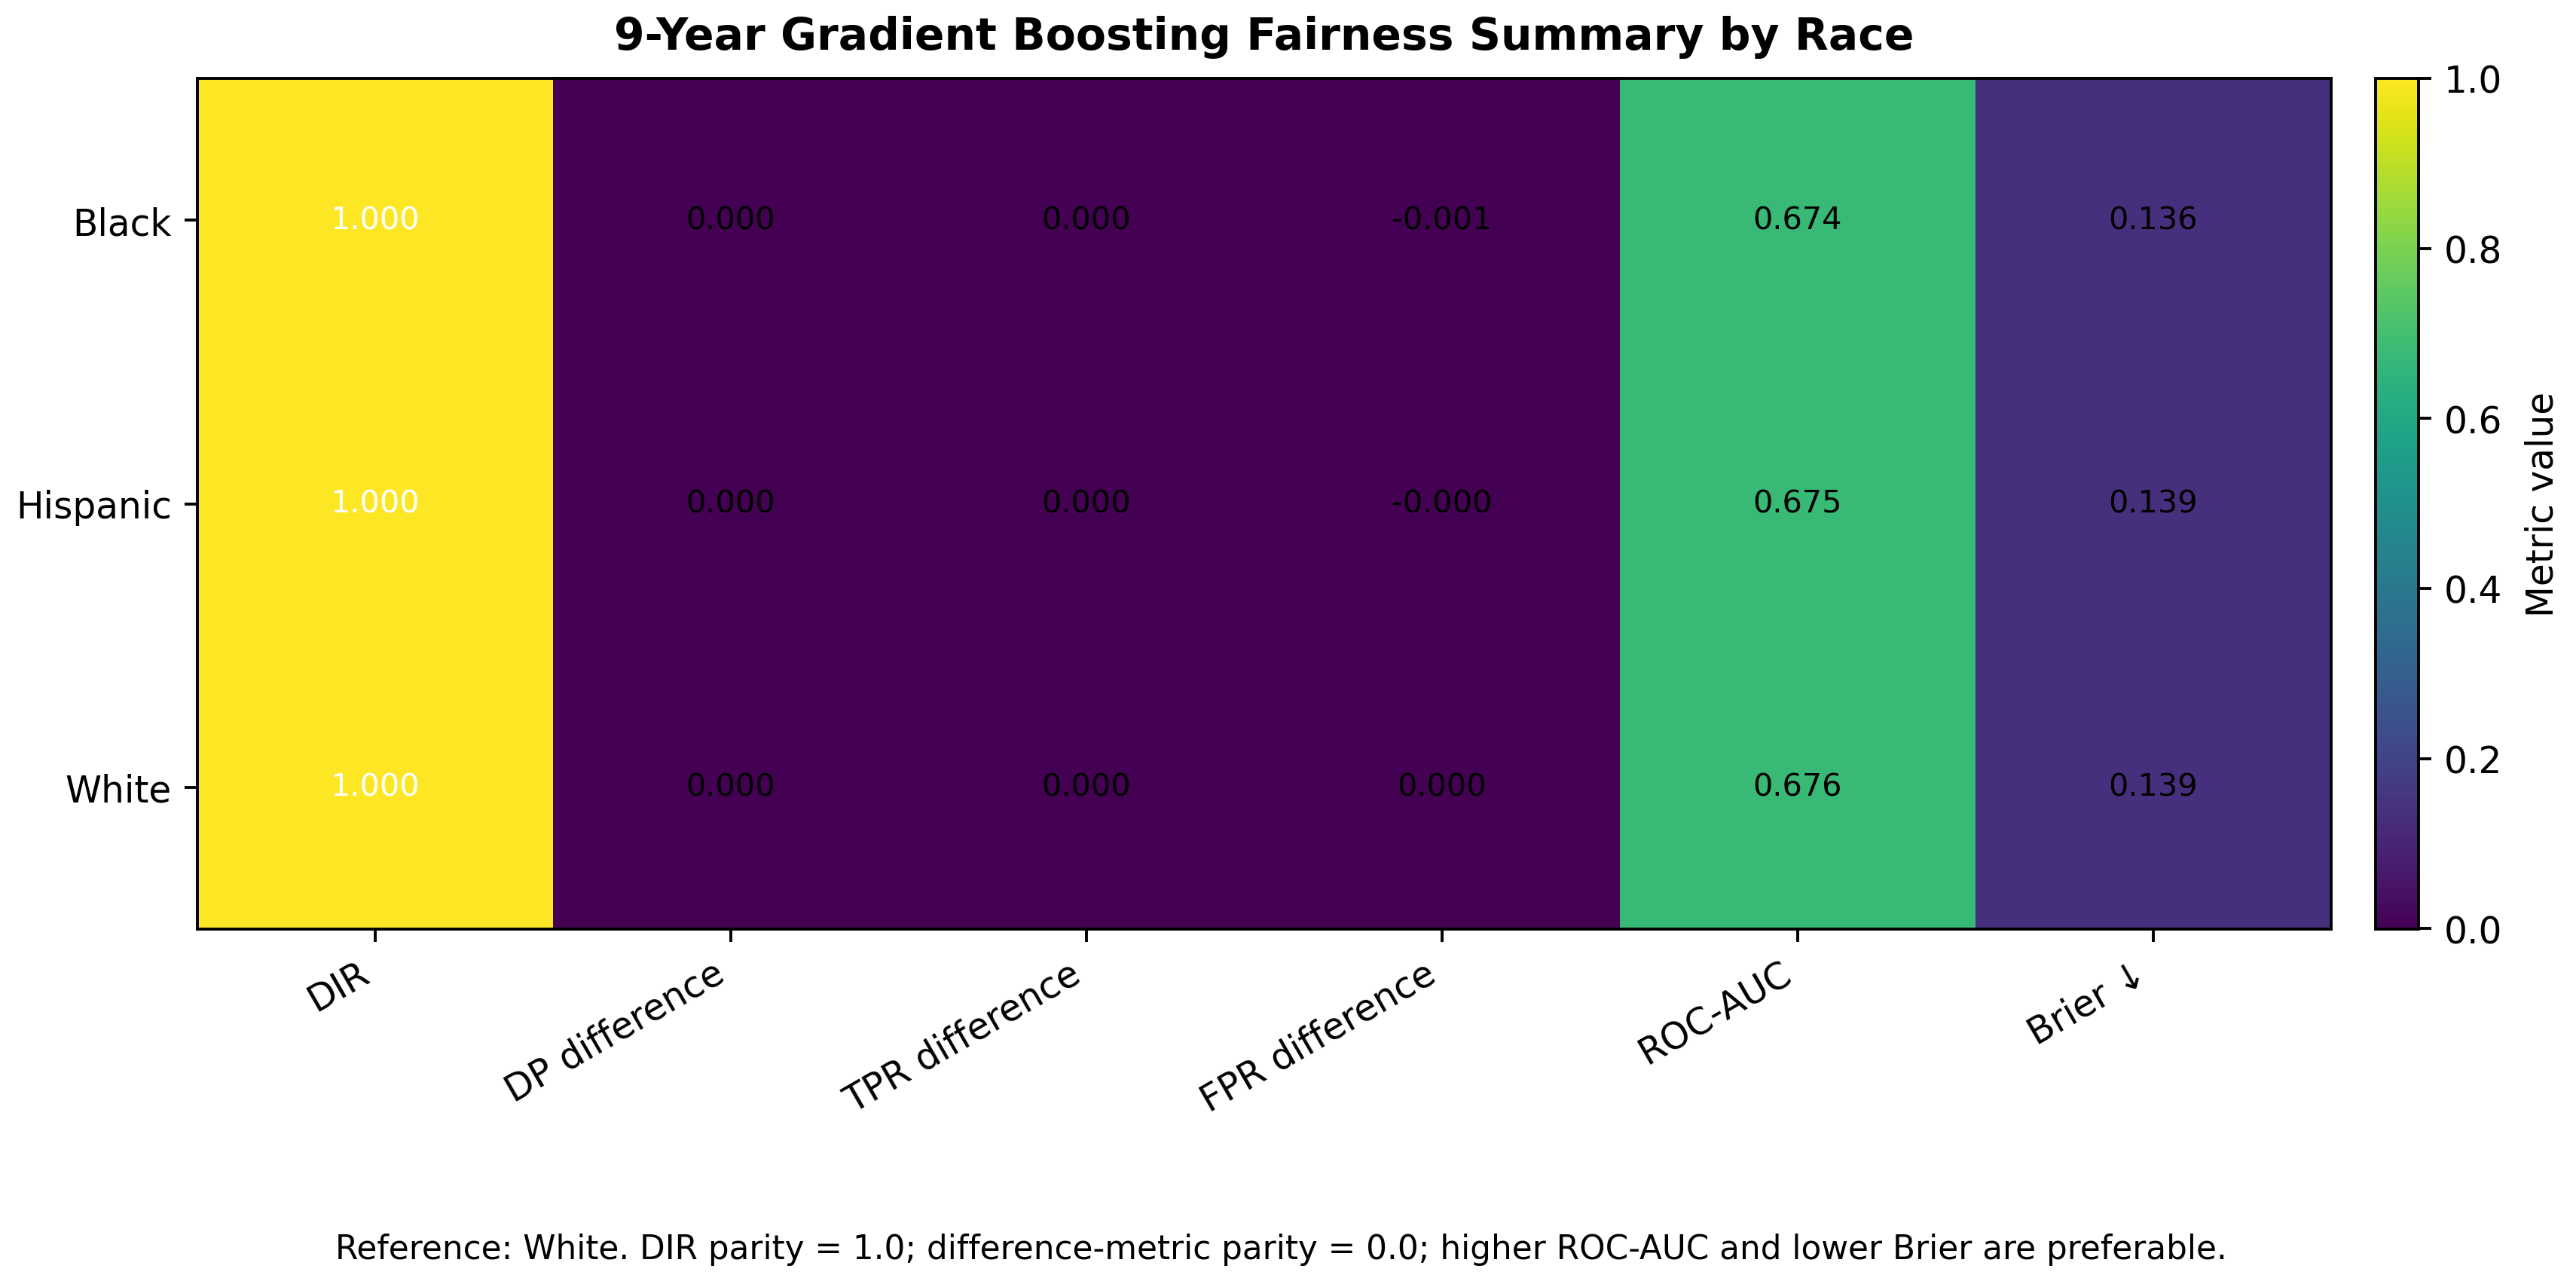 9-Year Gradient Boosting Fairness Summary by Race
Black 1.000 0.000 0.000 -0.001 0.674 0.136
Hispanic 1.000 0.000 0.000 -0.000 0.675 0.139
White 1.000 0.000 0.000 0.000 0.676 0.139
DIR DP difference TPR difference FPR difference ROC-AUC Brier ↓
1.0
0.8
0.6
0.4
0.2
0.0
Metric value
Reference: White. DIR parity = 1.0; difference-metric parity = 0.0; higher ROC-AUC and lower Brier are preferable.